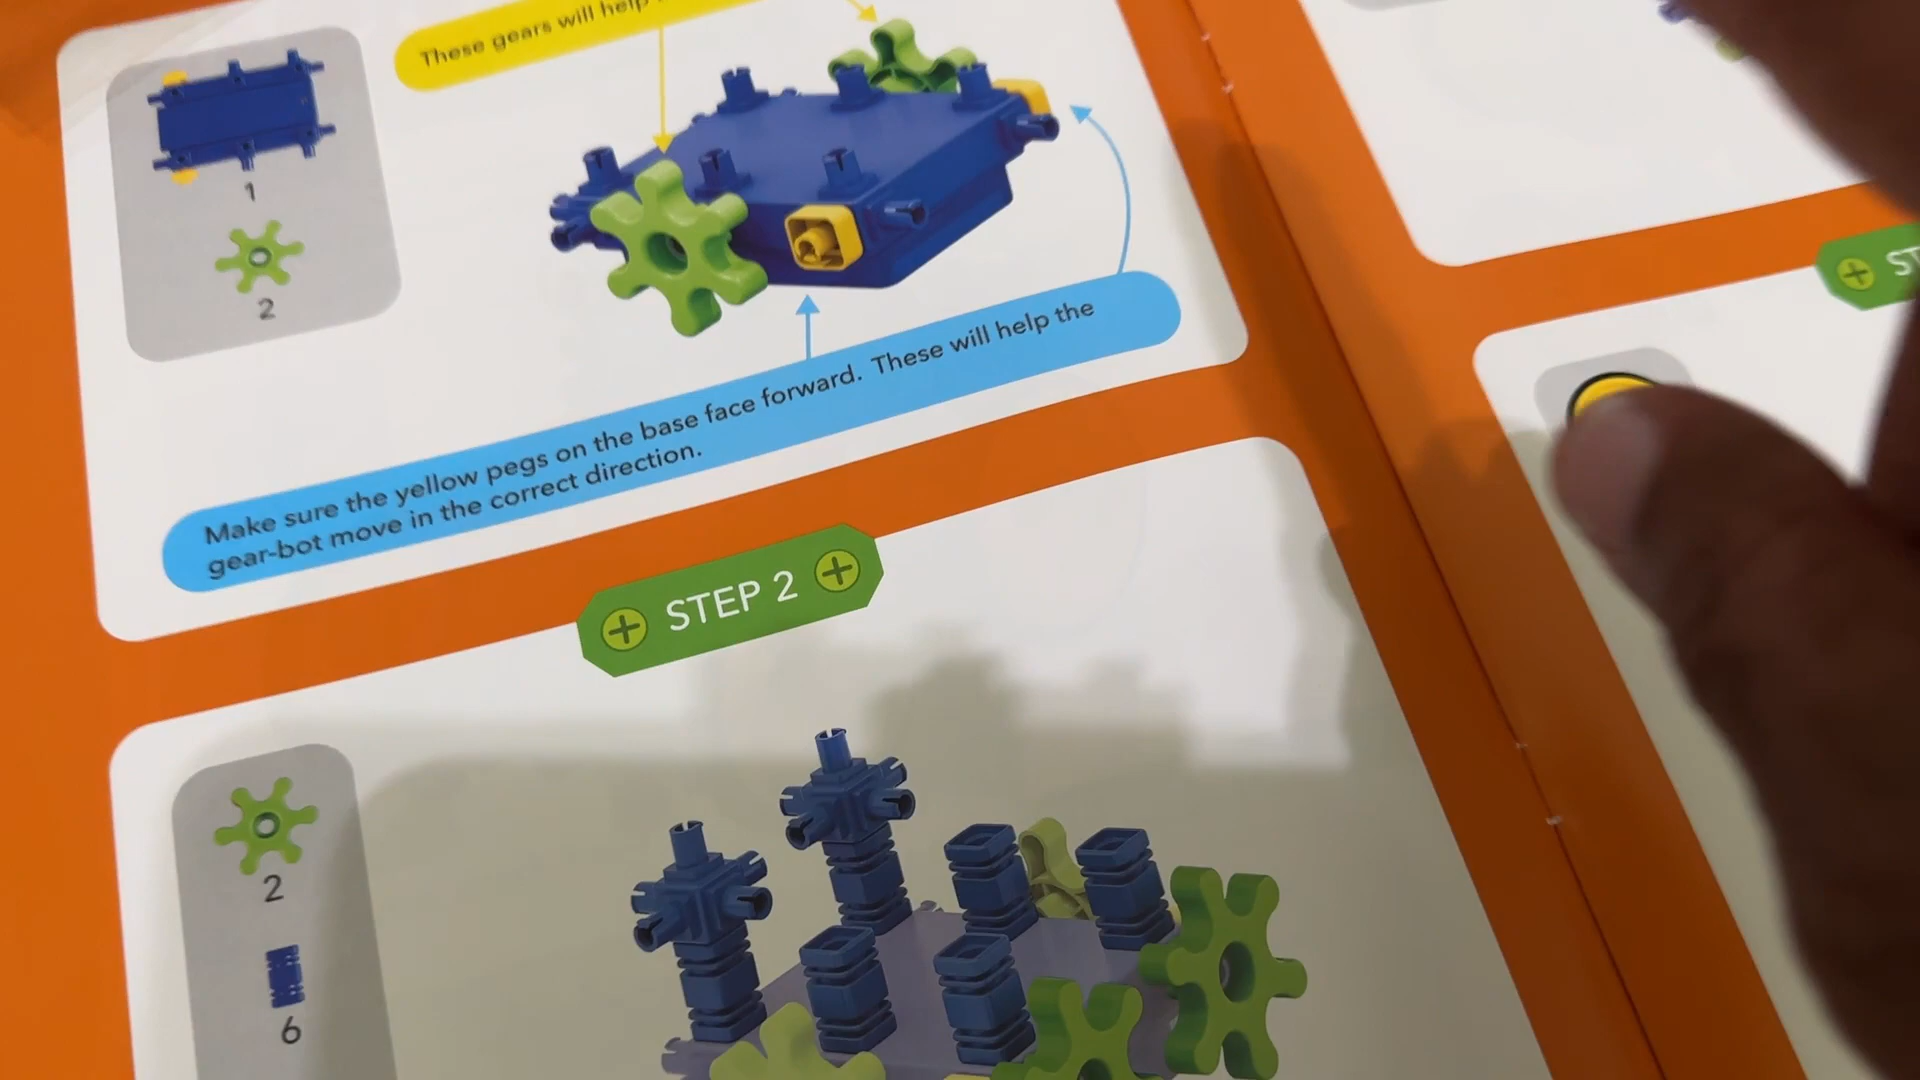 These gears will help
1
2
Make sure the yellow pegs on the base face forward. These will help the
gear-bot move in the correct direction.
STEP 2
2
6